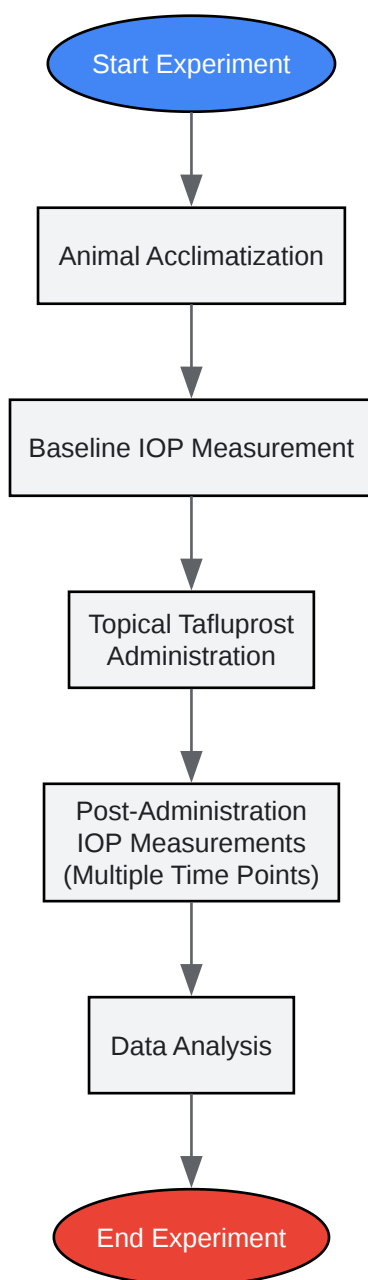 Start Experiment
Animal Acclimatization
Baseline IOP Measurement
Topical Tafluprost
Administration
Post-Administration
IOP Measurements
(Multiple Time Points)
Data Analysis
End Experiment